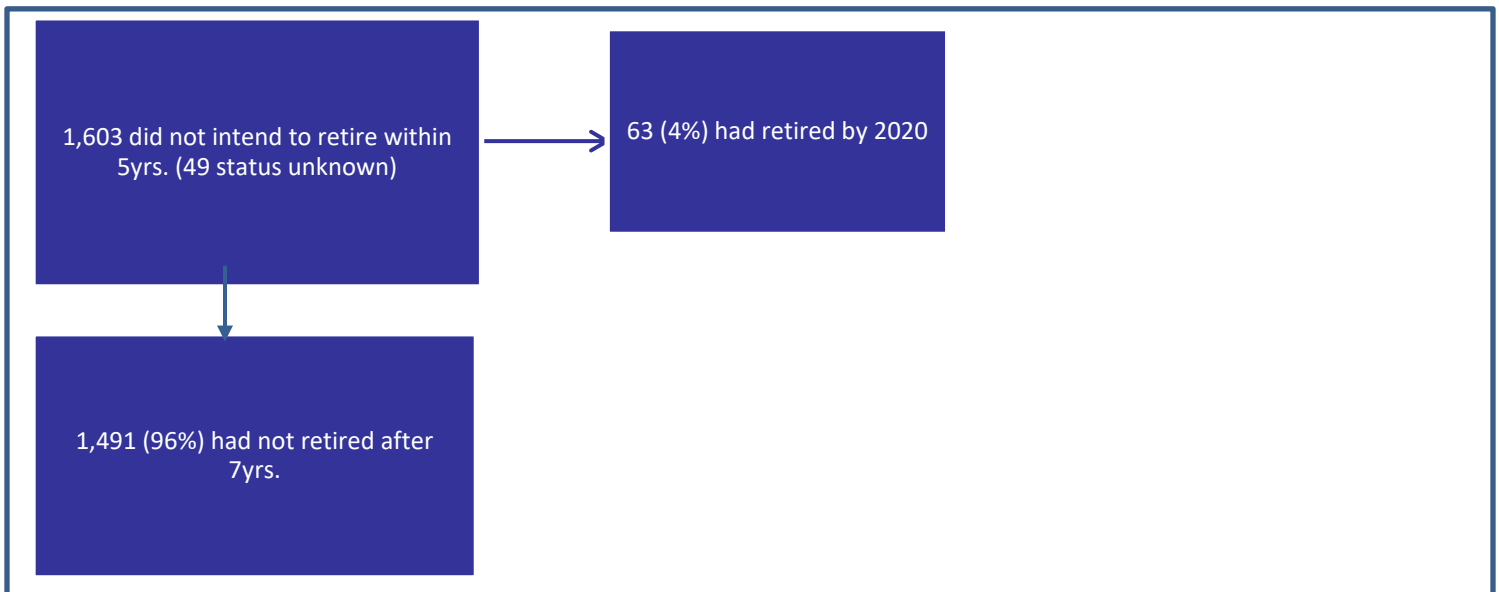 1,603 did not intend to retire within
5yrs. (49 status unknown)
63 (4%) had retired by 2020
1,491 (96%) had not retired after
7yrs.